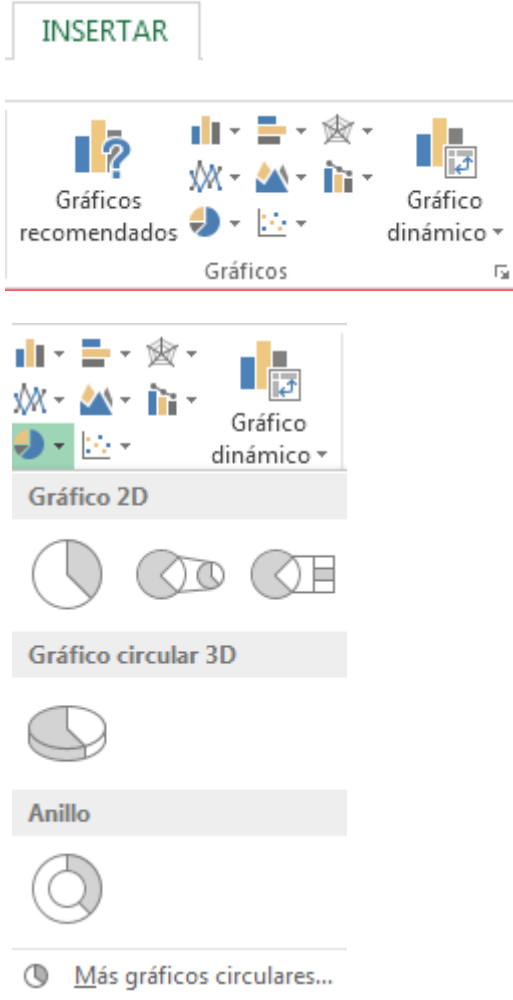 INSERTAR
Gráficos
recomendados
Gráfico
dinámico
Gráficos
Gráfico
dinámico
Gráfico 2D
Gráfico circular 3D
Anillo
Más gráficos circulares...